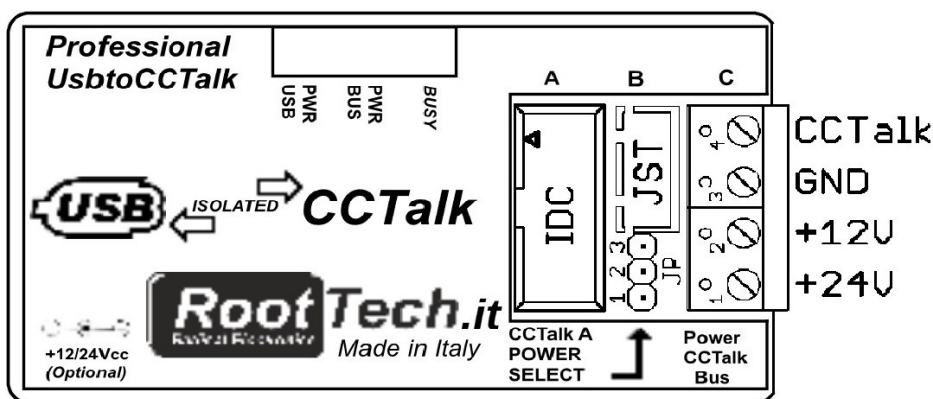 Professional
UsbtoCCTalk
USB PWR
BUS PWR
BUSY
A B C
USB ISOLATED CCTalk
IDC
JST
3
2
1
JP
4 CCTalk
3 GND
2 +12V
1 +24V
RootTech.it
Radical Electronics
Made in Italy
+12/24Vcc
(Optional)
CCTalk A
POWER
SELECT
Power
CCTalk
Bus